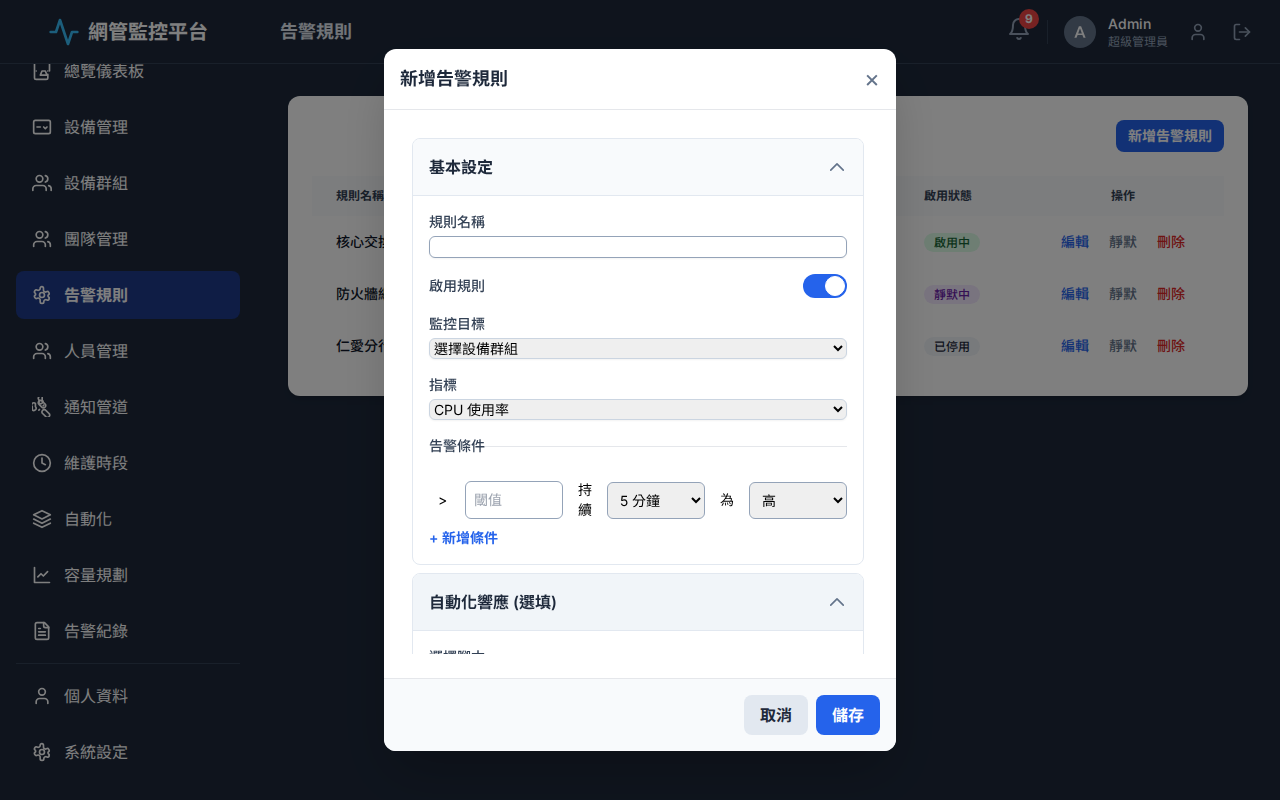 網管監控平台
告警規則
9
A
Admin
超級管理員
總覽儀表板
設備管理
設備群組
團隊管理
告警規則
人員管理
通知管道
維護時段
自動化
容量規劃
告警紀錄
個人資料
系統設定
新增告警規則
規則名稱
啟用狀態
操作
核心交
啟用中
編輯
靜默
刪除
防火牆
靜默中
編輯
靜默
刪除
仁愛分
已停用
編輯
靜默
刪除
新增告警規則
×
基本設定
規則名稱
啟用規則
監控目標
選擇設備群組
指標
CPU 使用率
告警條件
>
閾值
持續
5 分鐘
為
高
+ 新增條件
自動化響應 (選填)
取消
儲存